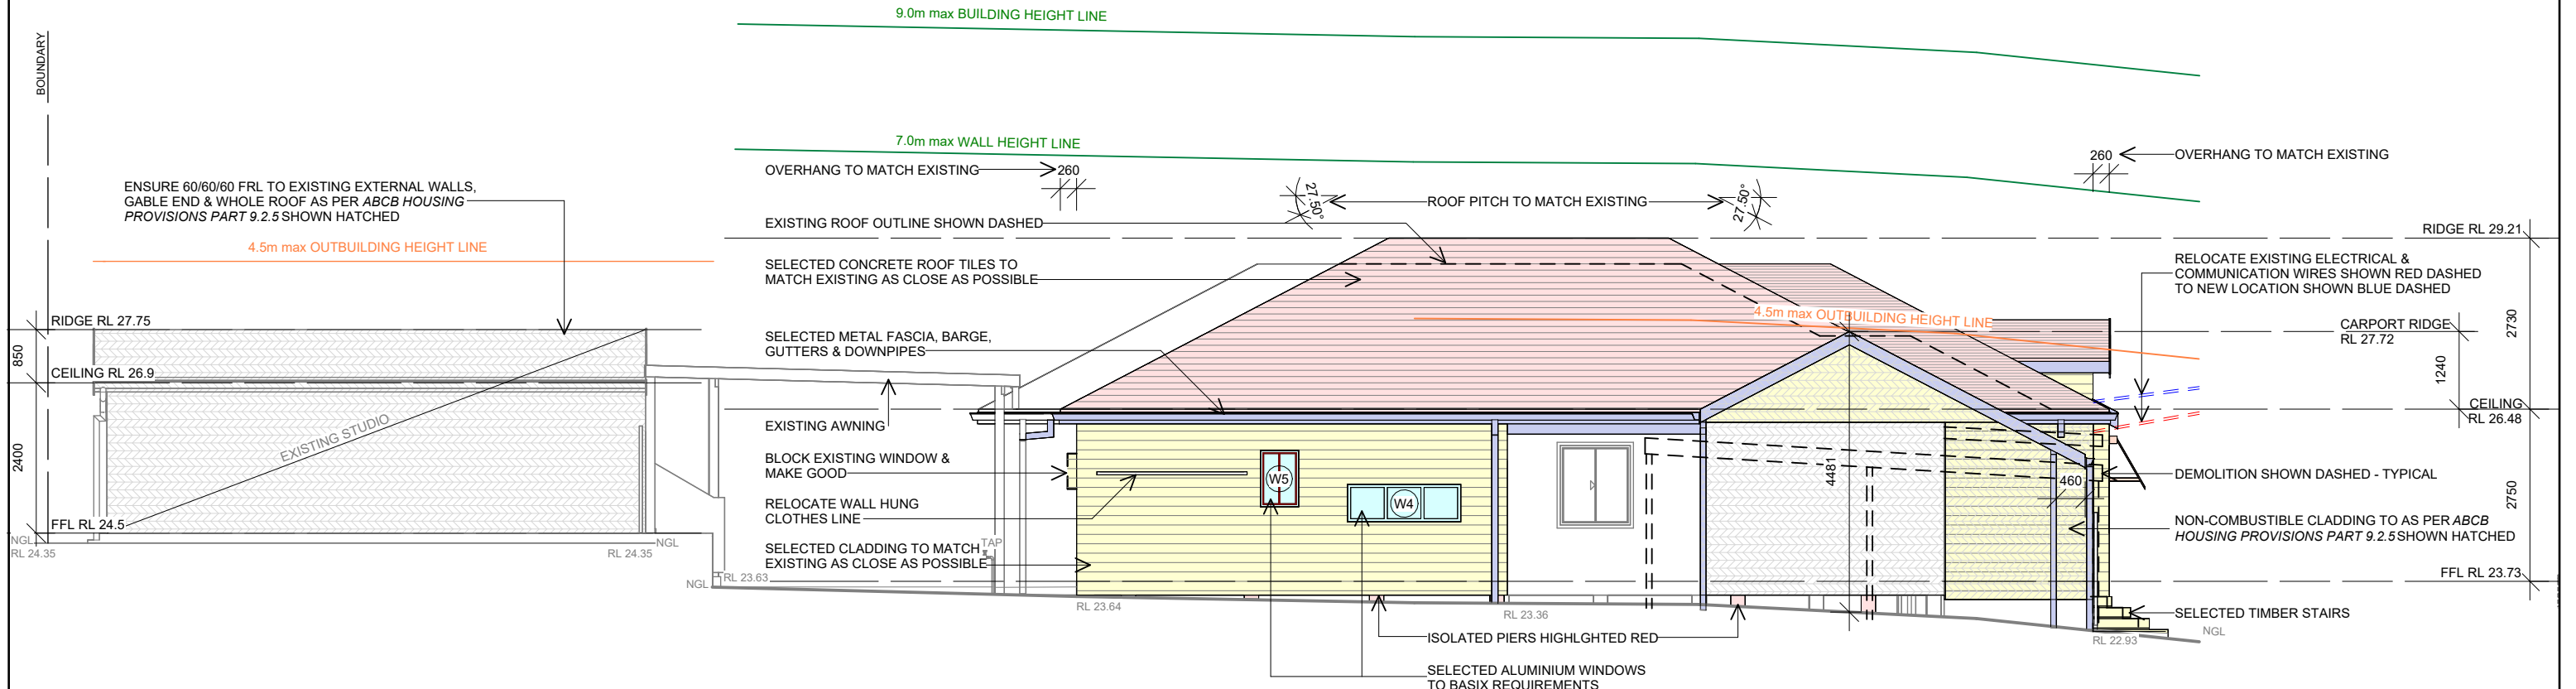 9.0m max BUILDING HEIGHT LINE
BOUNDARY
7.0m max WALL HEIGHT LINE
OVERHANG TO MATCH EXISTING
260
260
OVERHANG TO MATCH EXISTING
ENSURE 60/60/60 FRL TO EXISTING EXTERNAL WALLS,
GABLE END & WHOLE ROOF AS PER ABCB HOUSING
PROVISIONS PART 9.2.5 SHOWN HATCHED
27.50°
ROOF PITCH TO MATCH EXISTING
27.50°
EXISTING ROOF OUTLINE SHOWN DASHED
4.5m max OUTBUILDING HEIGHT LINE
RIDGE RL 29.21
SELECTED CONCRETE ROOF TILES TO
MATCH EXISTING AS CLOSE AS POSSIBLE
RELOCATE EXISTING ELECTRICAL &
COMMUNICATION WIRES SHOWN RED DASHED
TO NEW LOCATION SHOWN BLUE DASHED
4.5m max OUTBUILDING HEIGHT LINE
RIDGE RL 27.75
SELECTED METAL FASCIA, BARGE,
GUTTERS & DOWNPIPES
CARPORT RIDGE
RL 27.72
2730
850
1240
CEILING RL 26.9
CEILING
RL 26.48
EXISTING AWNING
EXISTING STUDIO
2400
BLOCK EXISTING WINDOW &
MAKE GOOD
W5
W4
4481
460
DEMOLITION SHOWN DASHED - TYPICAL
2750
RELOCATE WALL HUNG
CLOTHES LINE
FFL RL 24.5
NON-COMBUSTIBLE CLADDING TO AS PER ABCB
HOUSING PROVISIONS PART 9.2.5 SHOWN HATCHED
NGL
RL 24.35
RL 24.35
NGL
TAP
SELECTED CLADDING TO MATCH
EXISTING AS CLOSE AS POSSIBLE
NGL
RL 23.63
FFL RL 23.73
RL 23.64
RL 23.36
SELECTED TIMBER STAIRS
ISOLATED PIERS HIGHLGHTED RED
NGL
RL 22.93
SELECTED ALUMINIUM WINDOWS
TO BASIX REQUIREMENTS